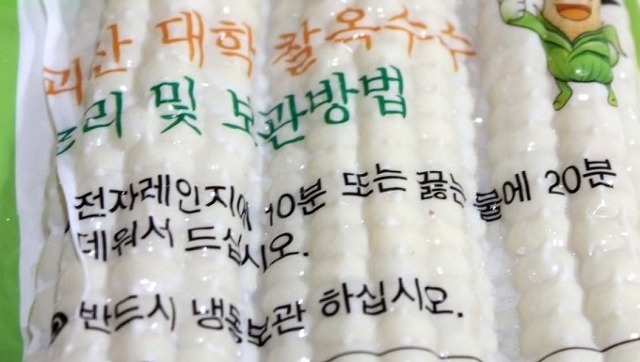 괴산 대학 찰옥수수
조리 및 보관방법
전자레인지에 10분 또는 끓는 물에 20분
데워서 드십시오.
반드시 냉동보관 하십시오.